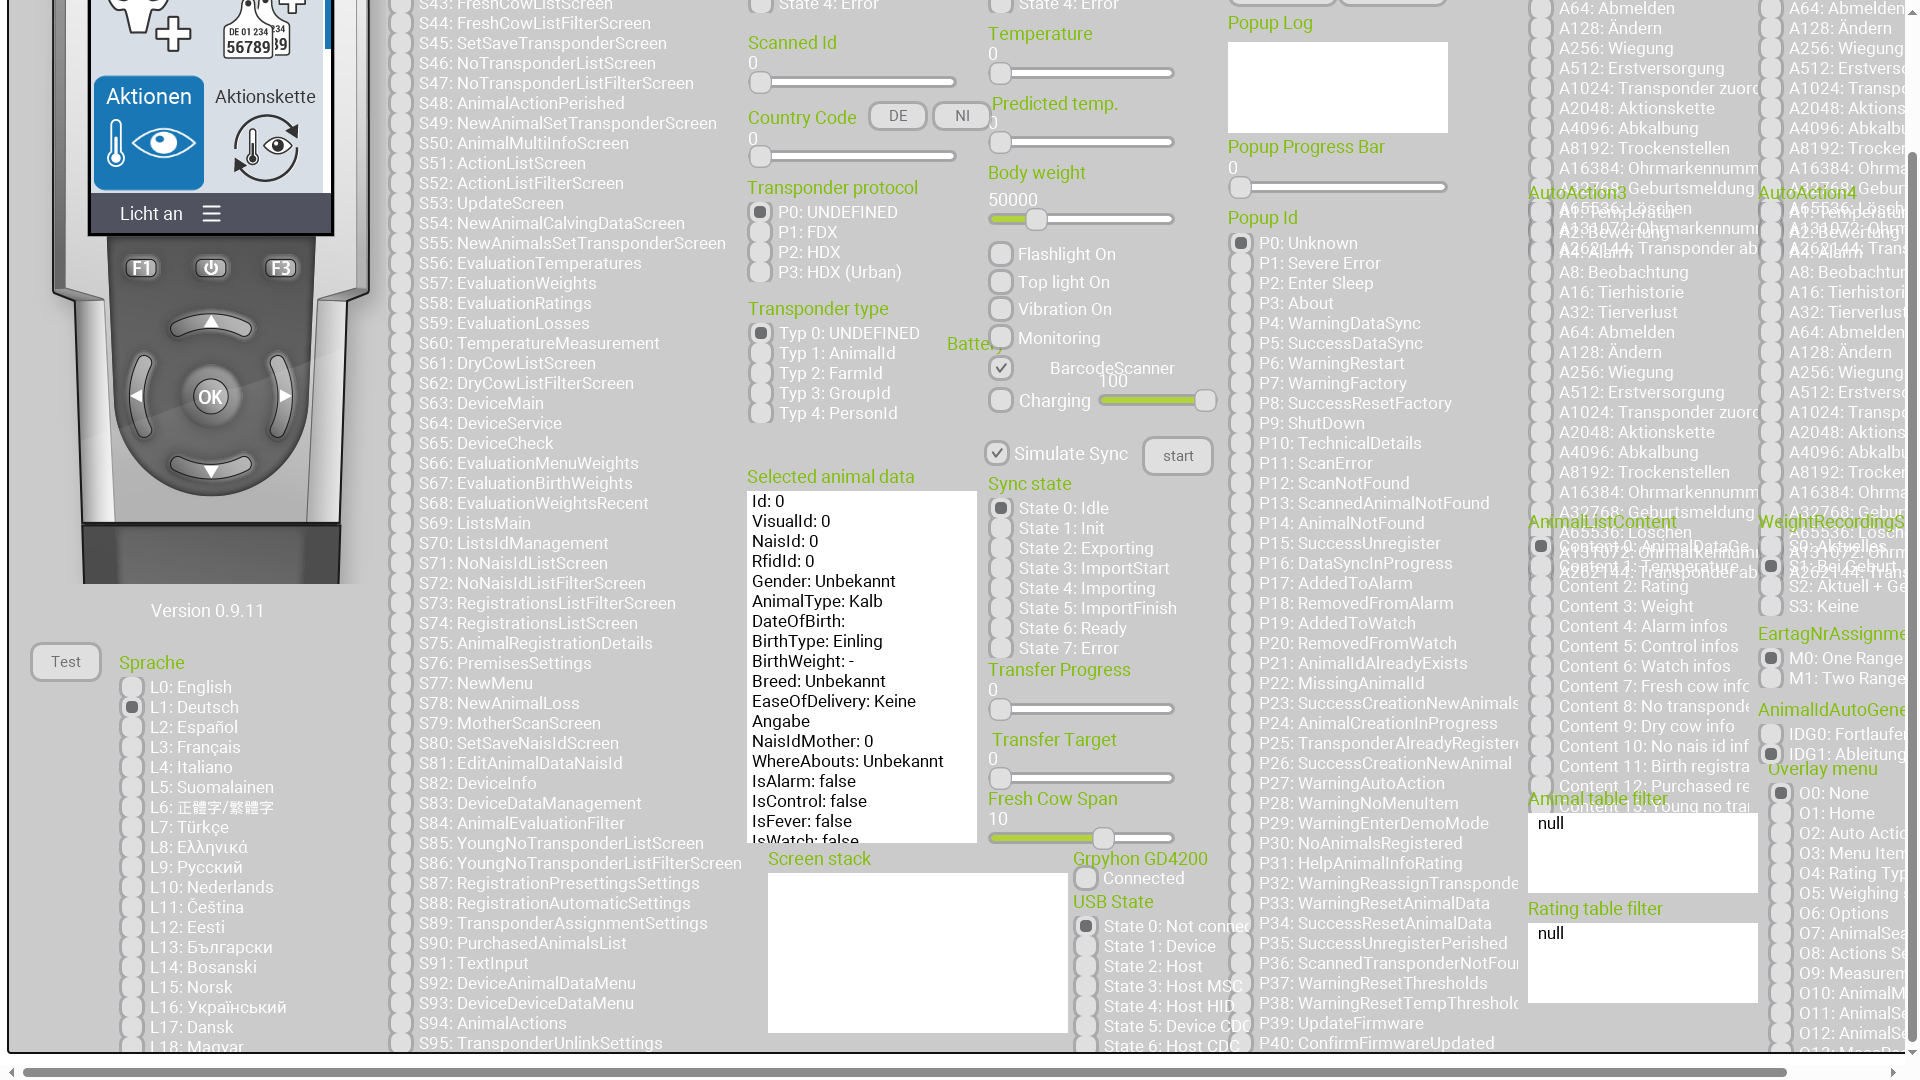 DE 01 234
56789
Aktionen
Aktionskette
Licht an
F1
F3
OK
Version 0.9.11
Test
Sprache
L0: English
L1: Deutsch
L2: Español
L3: Français
L4: Italiano
L5: Suomalainen
L6: 正體字/繁體字
L7: Türkçe
L8: Ελληνικά
L9: Русский
L10: Nederlands
L11: Čeština
L12: Eesti
L13: Български
L14: Bosanski
L15: Norsk
L16: Український
L17: Dansk
L18: Magyar
S43: FreshCowListScreen
S44: FreshCowListFilterScreen
S45: SetSaveTransponderScreen
S46: NoTransponderListScreen
S47: NoTransponderListFilterScreen
S48: AnimalActionPerished
S49: NewAnimalSetTransponderScreen
S50: AnimalMultiInfoScreen
S51: ActionListScreen
S52: ActionListFilterScreen
S53: UpdateScreen
S54: NewAnimalCalvingDataScreen
S55: NewAnimalsSetTransponderScreen
S56: EvaluationTemperatures
S57: EvaluationWeights
S58: EvaluationRatings
S59: EvaluationLosses
S60: TemperatureMeasurement
S61: DryCowListScreen
S62: DryCowListFilterScreen
S63: DeviceMain
S64: DeviceService
S65: DeviceCheck
S66: EvaluationMenuWeights
S67: EvaluationBirthWeights
S68: EvaluationWeightsRecent
S69: ListsMain
S70: ListsIdManagement
S71: NoNaisIdListScreen
S72: NoNaisIdListFilterScreen
S73: RegistrationsListFilterScreen
S74: RegistrationsListScreen
S75: AnimalRegistrationDetails
S76: PremisesSettings
S77: NewMenu
S78: NewAnimalLoss
S79: MotherScanScreen
S80: SetSaveNaisIdScreen
S81: EditAnimalDataNaisId
S82: DeviceInfo
S83: DeviceDataManagement
S84: AnimalEvaluationFilter
S85: YoungNoTransponderListScreen
S86: YoungNoTransponderListFilterScreen
S87: RegistrationPresettingsSettings
S88: RegistrationAutomaticSettings
S89: TransponderAssignmentSettings
S90: PurchasedAnimalsList
S91: TextInput
S92: DeviceAnimalDataMenu
S93: DeviceDeviceDataMenu
S94: AnimalActions
S95: TransponderUnlinkSettings
State 4: Error
Scanned Id
0
Country Code
DE
NI
0
Transponder protocol
P0: UNDEFINED
P1: FDX
P2: HDX
P3: HDX (Urban)
Transponder type
Typ 0: UNDEFINED
Typ 1: AnimalId
Typ 2: FarmId
Typ 3: GroupId
Typ 4: PersonId
Selected animal data
Id: 0
VisualId: 0
NaisId: 0
RfidId: 0
Gender: Unbekannt
AnimalType: Kalb
DateOfBirth:
BirthType: Einling
BirthWeight: -
Breed: Unbekannt
EaseOfDelivery: Keine
Angabe
NaisIdMother: 0
WhereAbouts: Unbekannt
IsAlarm: false
IsControl: false
IsFever: false
IsWatch: false
Screen stack
State 4: Error
Temperature
0
Predicted temp.
0
Body weight
50000
Flashlight On
Top light On
Vibration On
Monitoring
Battery
BarcodeScanner
100
Charging
Simulate Sync
start
Sync state
State 0: Idle
State 1: Init
State 2: Exporting
State 3: ImportStart
State 4: Importing
State 5: ImportFinish
State 6: Ready
State 7: Error
Transfer Progress
0
Transfer Target
0
Fresh Cow Span
10
Grpyhon GD4200
Connected
USB State
State 0: Not connec
State 1: Device
State 2: Host
State 3: Host MSC
State 4: Host HID
State 5: Device CDC
State 6: Host CDC
Popup Log
Popup Progress Bar
0
Popup Id
P0: Unknown
P1: Severe Error
P2: Enter Sleep
P3: About
P4: WarningDataSync
P5: SuccessDataSync
P6: WarningRestart
P7: WarningFactory
P8: SuccessResetFactory
P9: ShutDown
P10: TechnicalDetails
P11: ScanError
P12: ScanNotFound
P13: ScannedAnimalNotFound
P14: AnimalNotFound
P15: SuccessUnregister
P16: DataSyncInProgress
P17: AddedToAlarm
P18: RemovedFromAlarm
P19: AddedToWatch
P20: RemovedFromWatch
P21: AnimalIdAlreadyExists
P22: MissingAnimalId
P23: SuccessCreationNewAnimals
P24: AnimalCreationInProgress
P25: TransponderAlreadyRegistere
P26: SuccessCreationNewAnimal
P27: WarningAutoAction
P28: WarningNoMenuItem
P29: WarningEnterDemoMode
P30: NoAnimalsRegistered
P31: HelpAnimalInfoRating
P32: WarningReassignTransponde
P33: WarningResetAnimalData
P34: SuccessResetAnimalData
P35: SuccessUnregisterPerished
P36: ScannedTransponderNotFou
P37: WarningResetThresholds
P38: WarningResetTempThreshold
P39: UpdateFirmware
P40: ConfirmFirmwareUpdated
A64: Abmelden
A128: Ändern
A256: Wiegung
A512: Erstversorgung
A1024: Transponder zuord
A2048: Aktionskette
A4096: Abkalbung
A8192: Trockenstellen
A16384: Ohrmarkennumm
A32768: Geburtsmeldung
AutoAction3
A65536: Löschen
A1: Temperatur
A131072: Ohrmarkennumm
A2: Bewertung
A262144: Transponder ab
A4: Alarm
A8: Beobachtung
A16: Tierhistorie
A32: Tierverlust
A64: Abmelden
A128: Ändern
A256: Wiegung
A512: Erstversorgung
A1024: Transponder zuord
A2048: Aktionskette
A4096: Abkalbung
A8192: Trockenstellen
A16384: Ohrmarkennumm
A32768: Geburtsmeldung
AnimalListContent
A65536: Löschen
Content 0: AnimalDataGe
A131072: Ohrmarkennumm
Content 1: Temperature
A262144: Transponder ab
Content 2: Rating
Content 3: Weight
Content 4: Alarm infos
Content 5: Control infos
Content 6: Watch infos
Content 7: Fresh cow info
Content 8: No transponde
Content 9: Dry cow info
Content 10: No nais id inf
Content 11: Birth registra
Content 12: Purchased re
Content 13: Young no tran
Animal table filter
null
Rating table filter
null
A64: Abmelden
A128: Ändern
A256: Wiegung
A512: Erstverso
A1024: Transpo
A2048: Aktions
A4096: Abkalbu
A8192: Trocken
A16384: Ohrma
A32768: Gebur
AutoAction4
A65536: Lösch
A1: Temperatur
A131072: Ohrm
A2: Bewertung
A262144: Trans
A4: Alarm
A8: Beobachtun
A16: Tierhistori
A32: Tierverlust
A64: Abmelden
A128: Ändern
A256: Wiegung
A512: Erstverso
A1024: Transpo
A2048: Aktions
A4096: Abkalbu
A8192: Trocken
A16384: Ohrma
A32768: Gebur
WeightRecordingS
A65536: Lösch
S0: Aktuelles
A131072: Ohrm
S1: Bei Geburt
A262144: Trans
S2: Aktuell + Ge
S3: Keine
EartagNrAssignme
M0: One Range
M1: Two Range
AnimalIdAutoGene
IDG0: Fortlaufen
IDG1: Ableitung
Overlay menu
O0: None
O1: Home
O2: Auto Actio
O3: Menu Item
O4: Rating Typ
O5: Weighing
O6: Options
O7: AnimalSea
O8: Actions Se
O9: Measurem
O10: AnimalM
O11: AnimalSe
O12: AnimalSe